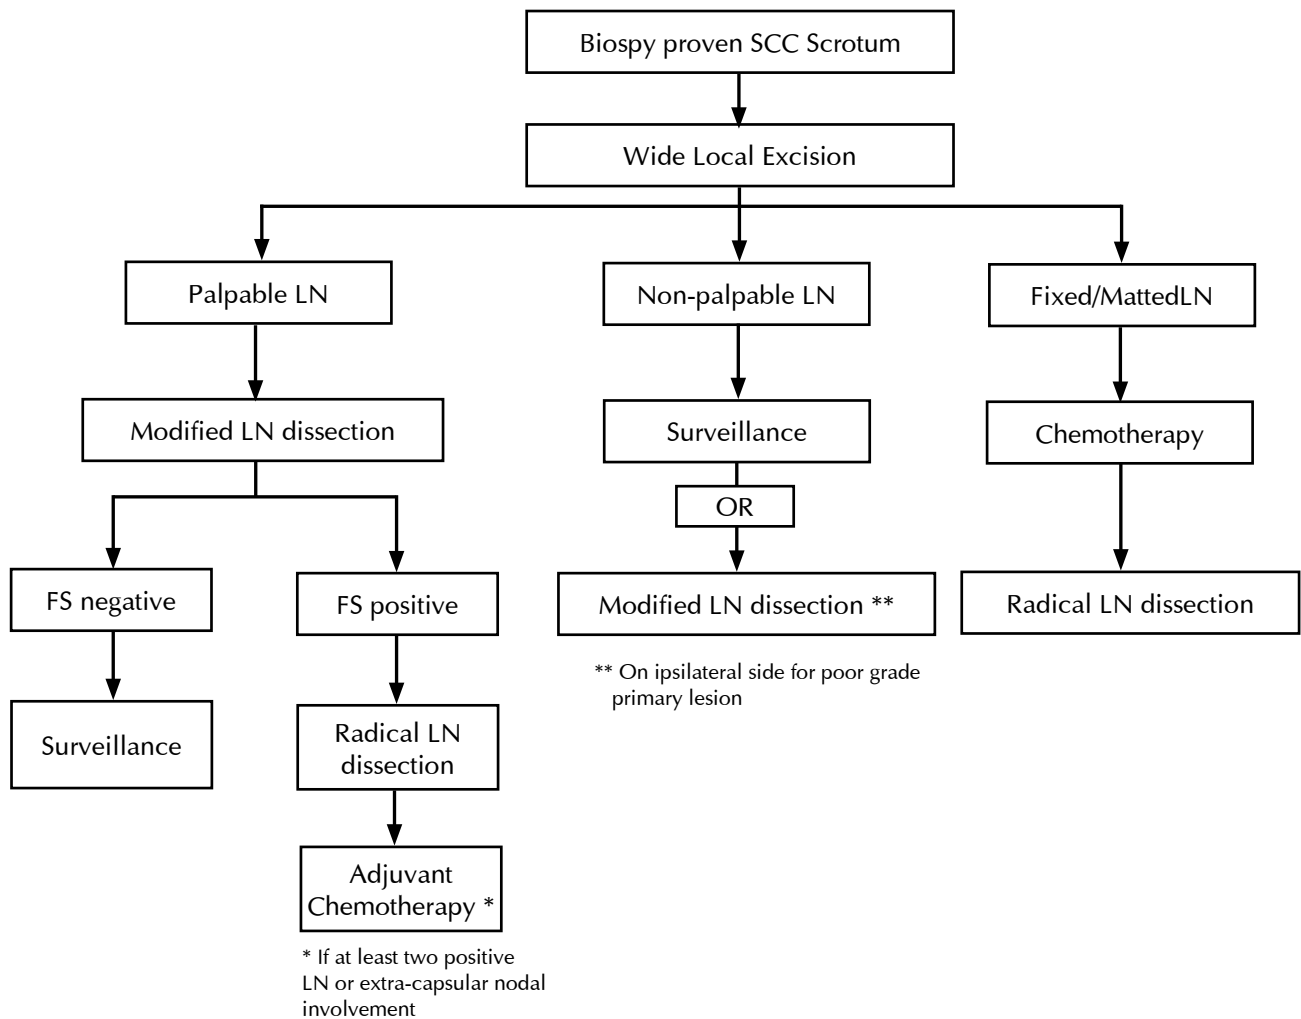 Biospy proven SCC Scrotum
Wide Local Excision
Palpable LN
Non-palpable LN
Fixed/MattedLN
Modified LN dissection
Surveillance
Chemotherapy
OR
FS negative
FS positive
Modified LN dissection **
Radical LN dissection
** On ipsilateral side for poor grade
primary lesion
Surveillance
Radical LN
dissection
Adjuvant
Chemotherapy *
* If at least two positive
LN or extra-capsular nodal
involvement